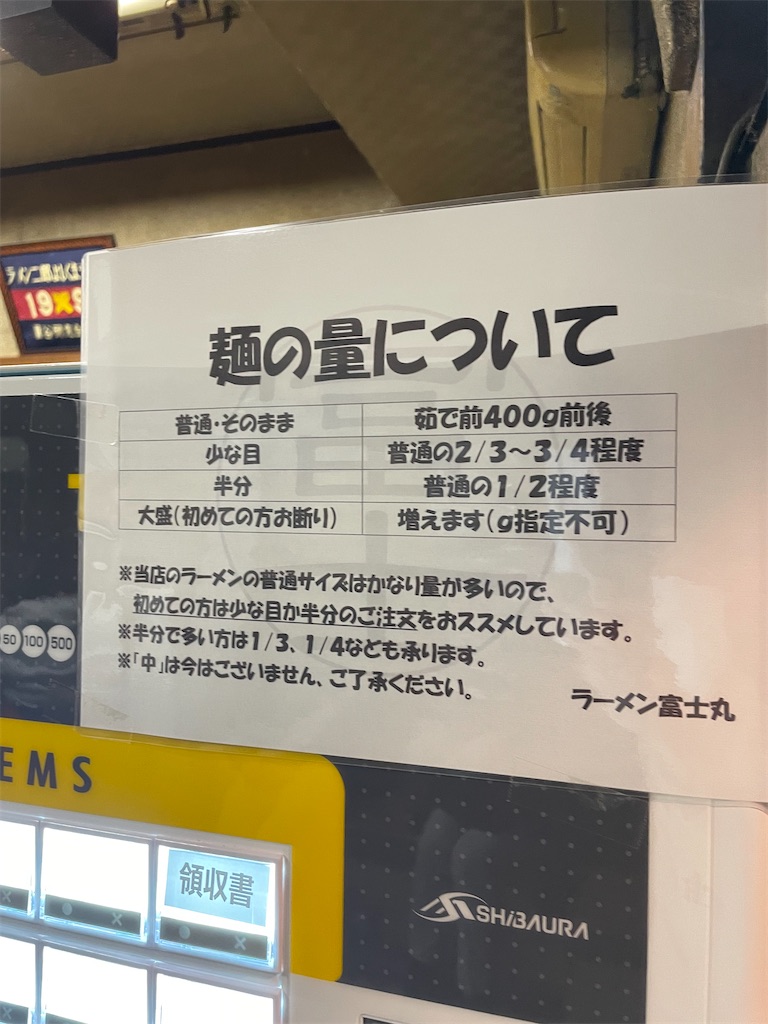 ラーメン二郎
19×9
麺の量について
普通・そのまま 茹で前400g前後
少な目 普通の2/3〜3/4程度
半分 普通の1/2程度
大盛(初めての方お断り) 増えます(g指定不可)
※当店のラーメンの普通サイズはかなり量が多いので、
初めての方は少な目か半分のご注文をおススメしています。
※半分で多い方は1/3、1/4なども承ります。
※「中」は今はございません、ご了承ください。
ラーメン富士丸
50 100 500
EMS
領収書
SHiBAURA